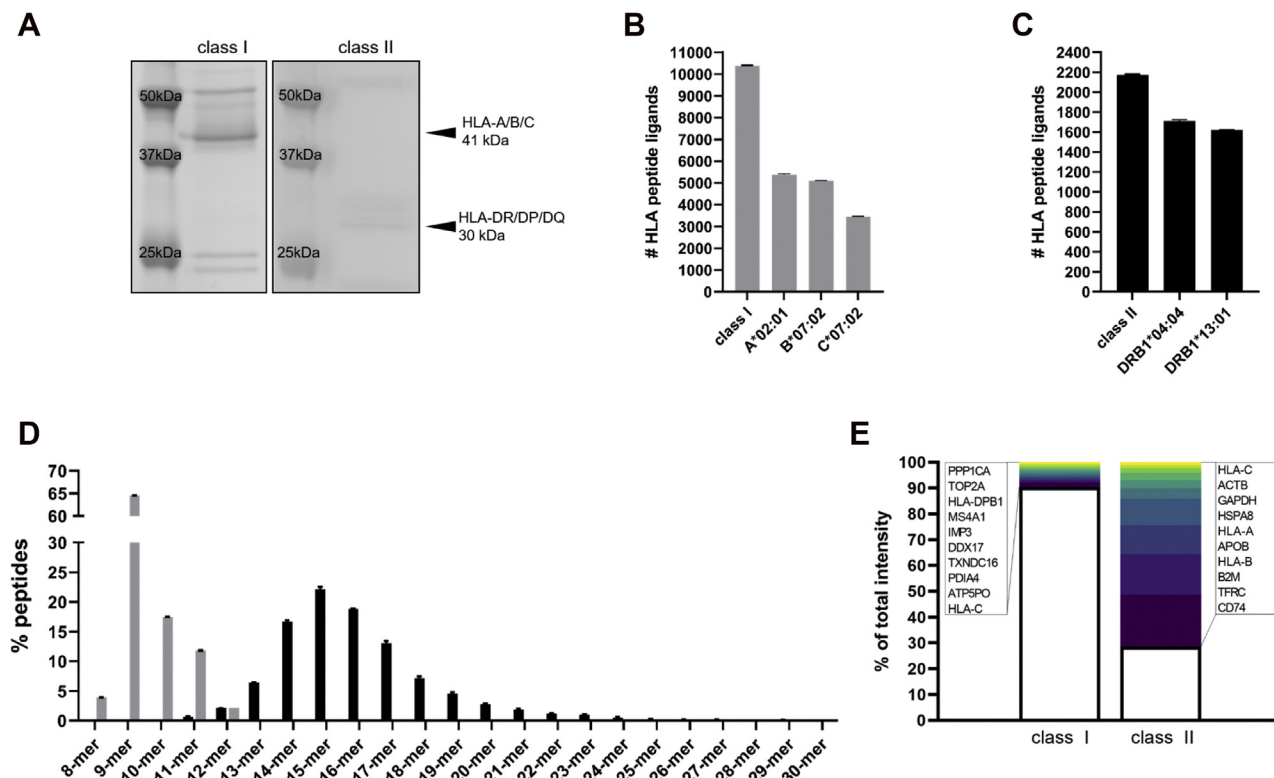 A
class I
class II
50kDa
37kDa
25kDa
50kDa
37kDa
25kDa
HLA-A/B/C
41 kDa
HLA-DR/DP/DQ
30 kDa
B
# HLA peptide ligands
11000
10000
9000
8000
7000
6000
5000
4000
3000
2000
1000
0
class I
A*02:01
B*07:02
C*07:02
C
# HLA peptide ligands
2400
2200
2000
1800
1600
1400
1200
1000
800
600
400
200
0
class II
DRB1*04:04
DRB1*13:01
D
% peptides
70
65
60
30
25
20
15
10
5
0
8-mer
9-mer
10-mer
11-mer
12-mer
13-mer
14-mer
15-mer
16-mer
17-mer
18-mer
19-mer
20-mer
21-mer
22-mer
23-mer
24-mer
25-mer
26-mer
27-mer
28-mer
29-mer
30-mer
E
% of total intensity
100
90
80
70
60
50
40
30
20
10
0
PPP1CA
TOP2A
HLA-DPB1
MS4A1
IMP3
DDX17
TXNDC16
PDIA4
ATP5PO
HLA-C
HLA-C
ACTB
GAPDH
HSPA8
HLA-A
APOB
HLA-B
B2M
TFRC
CD74
class I
class II